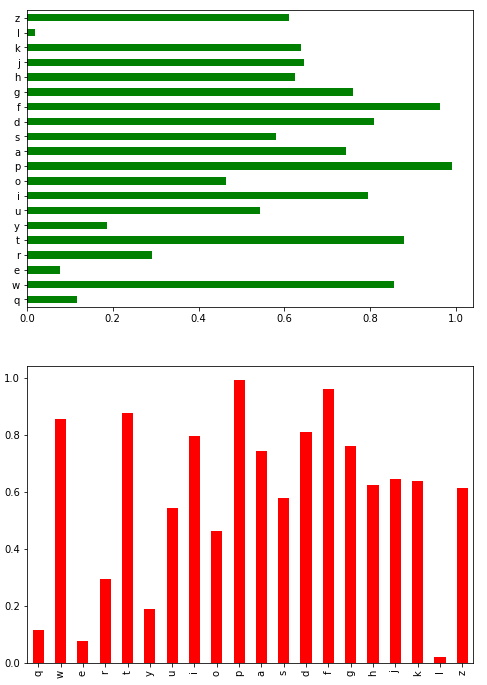 z
l
k
j
h
g
f
d
s
a
p
o
i
u
y
t
r
e
w
q
0.0 0.2 0.4 0.6 0.8 1.0
1.0
0.8
0.6
0.4
0.2
0.0
q w e r t y u i o p a s d f g h j k l z